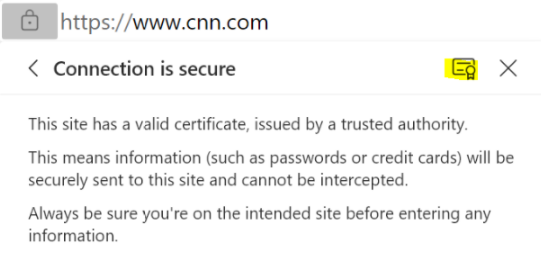 https://www.cnn.com
Connection is secure
This site has a valid certificate, issued by a trusted authority.
This means information (such as passwords or credit cards) will be
securely sent to this site and cannot be intercepted.
Always be sure you're on the intended site before entering any
information.